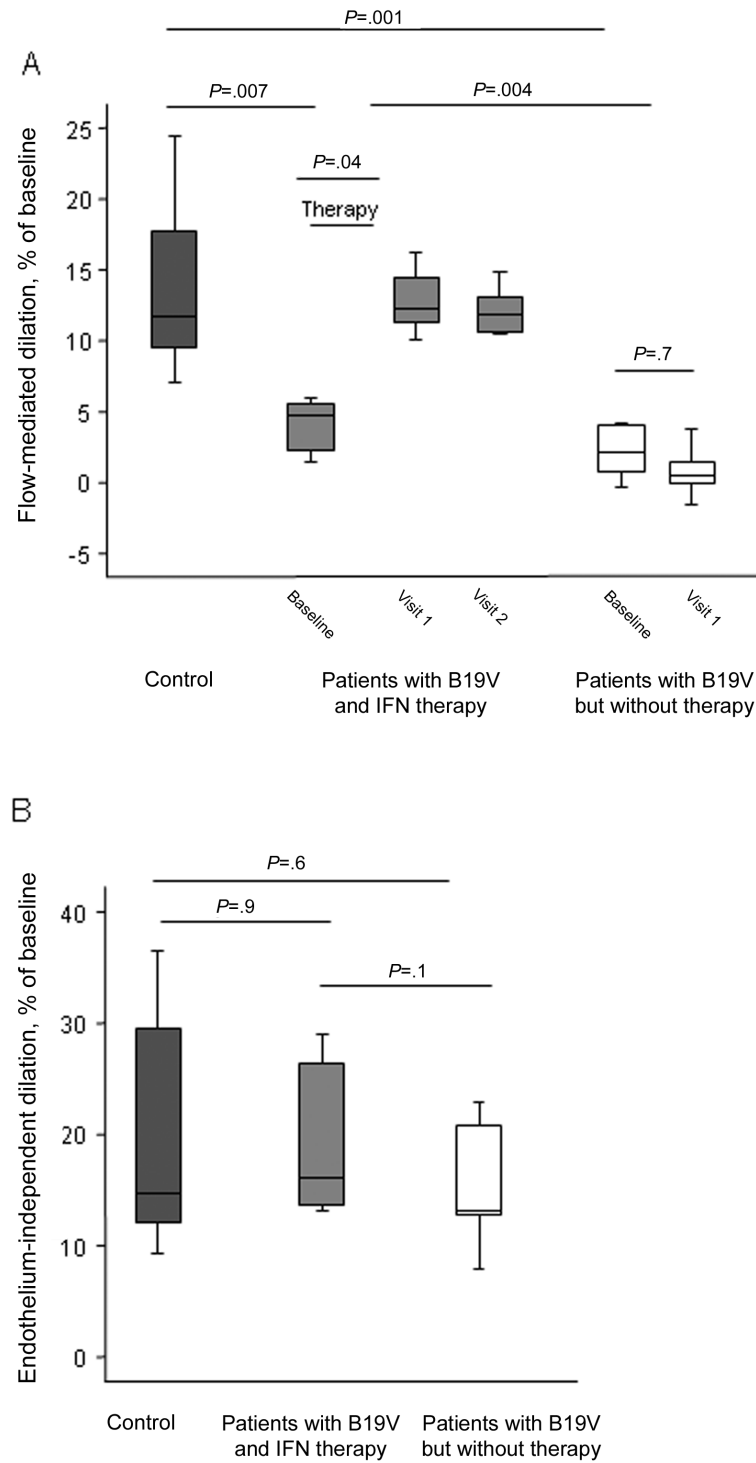 P=.001
A
P=.007
P=.004
P=.04
Therapy
P=.7
Flow-mediated dilation, % of baseline
25
20
15
10
5
0
-5
Baseline
Visit 1
Visit 2
Baseline
Visit 1
Control
Patients with B19V
and IFN therapy
Patients with B19V
but without therapy
B
P=.6
P=.9
P=.1
Endothelium-independent dilation, % of baseline
40
30
20
10
0
Control
Patients with B19V
and IFN therapy
Patients with B19V
but without therapy